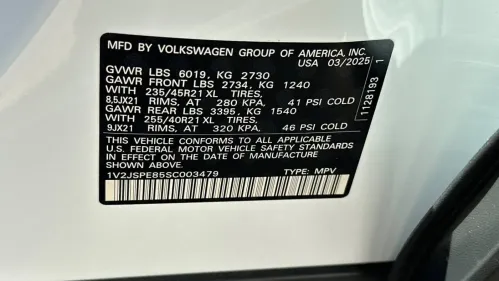 MFD BY VOLKSWAGEN GROUP OF AMERICA, INC.
USA 03/2025
GVWR LBS 6019, KG 2730
GAWR FRONT LBS 2734, KG 1240
WITH 235/45R21 XL TIRES,
8,5JX21 RIMS, AT 280 KPA, 41 PSI COLD
GAWR REAR LBS 3395, KG 1540
WITH 255/40R21 XL TIRES,
9JX21 RIMS, AT 320 KPA, 46 PSI COLD
THIS VEHICLE CONFORMS TO ALL APPLICABLE
U.S. FEDERAL MOTOR VEHICLE SAFETY STANDARDS
IN EFFECT ON THE DATE OF MANUFACTURE
SHOWN ABOVE.
1V2JSPE85SC003479 TYPE: MPV
1128193 1